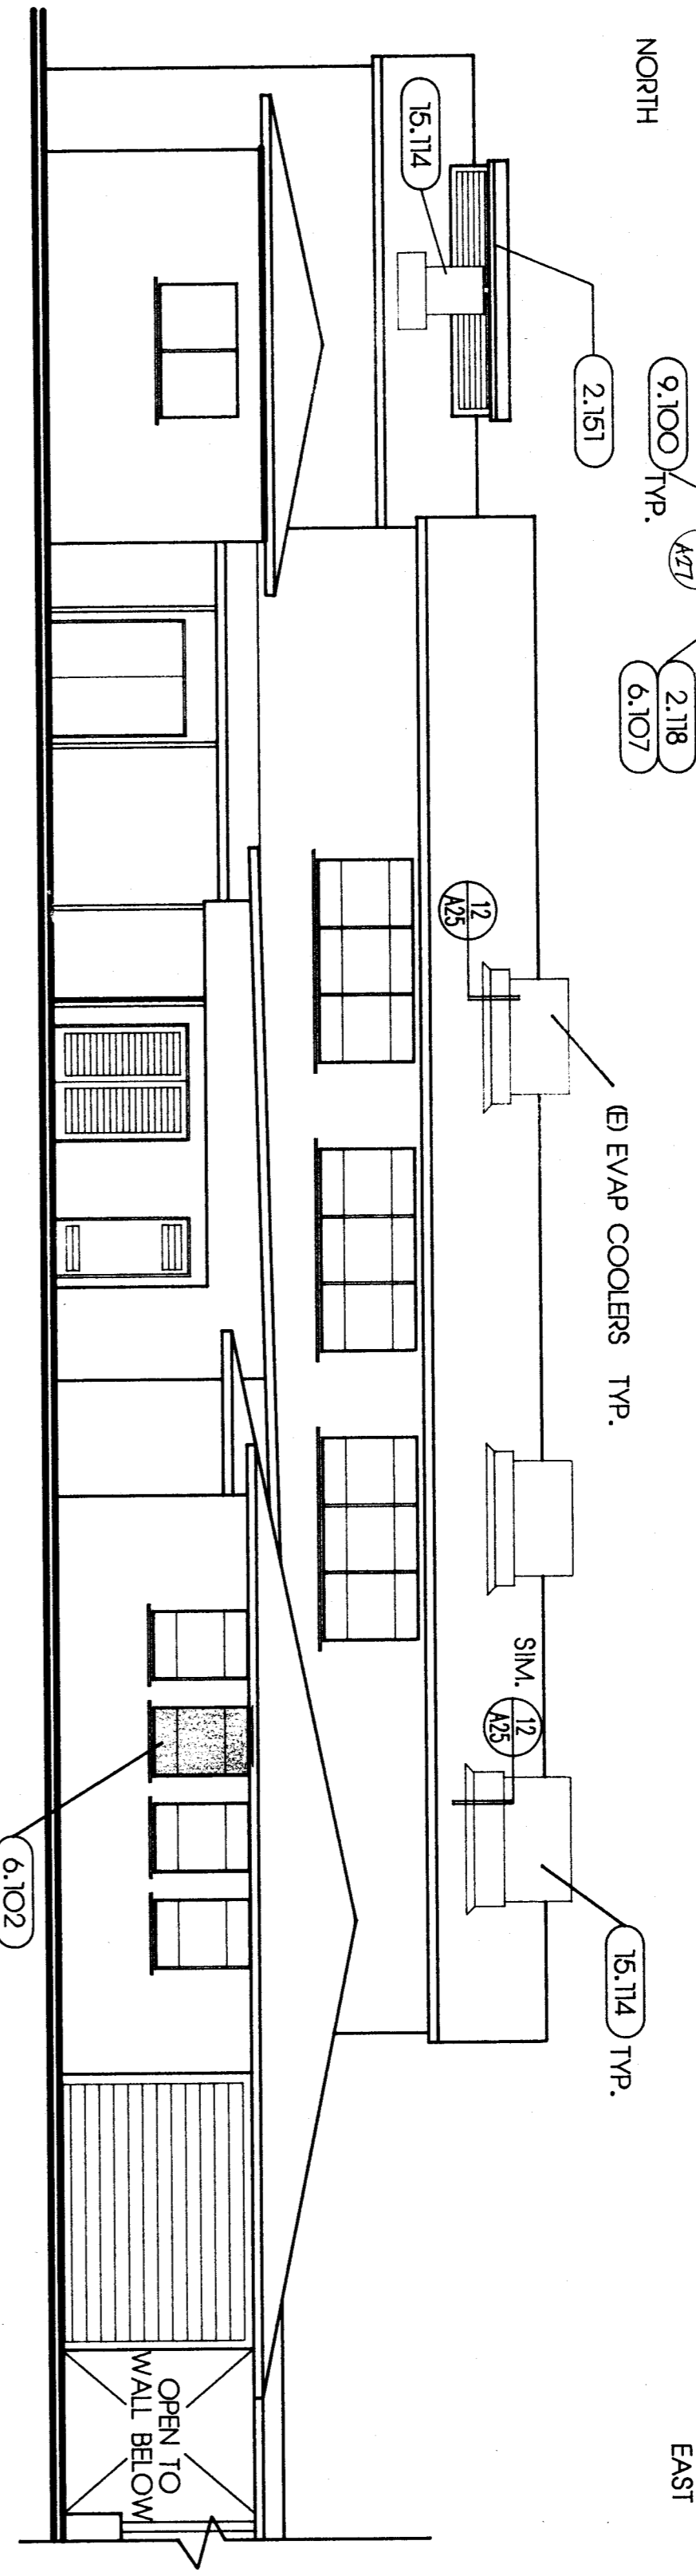 NORTH
9.100
TYP.
A27
2.118
6.107
EAST
15.114
2.151
12
A25
(E) EVAP COOLERS TYP.
SIM.
12
A25
15.114
TYP.
6.102
OPEN TO
WALL BELOW